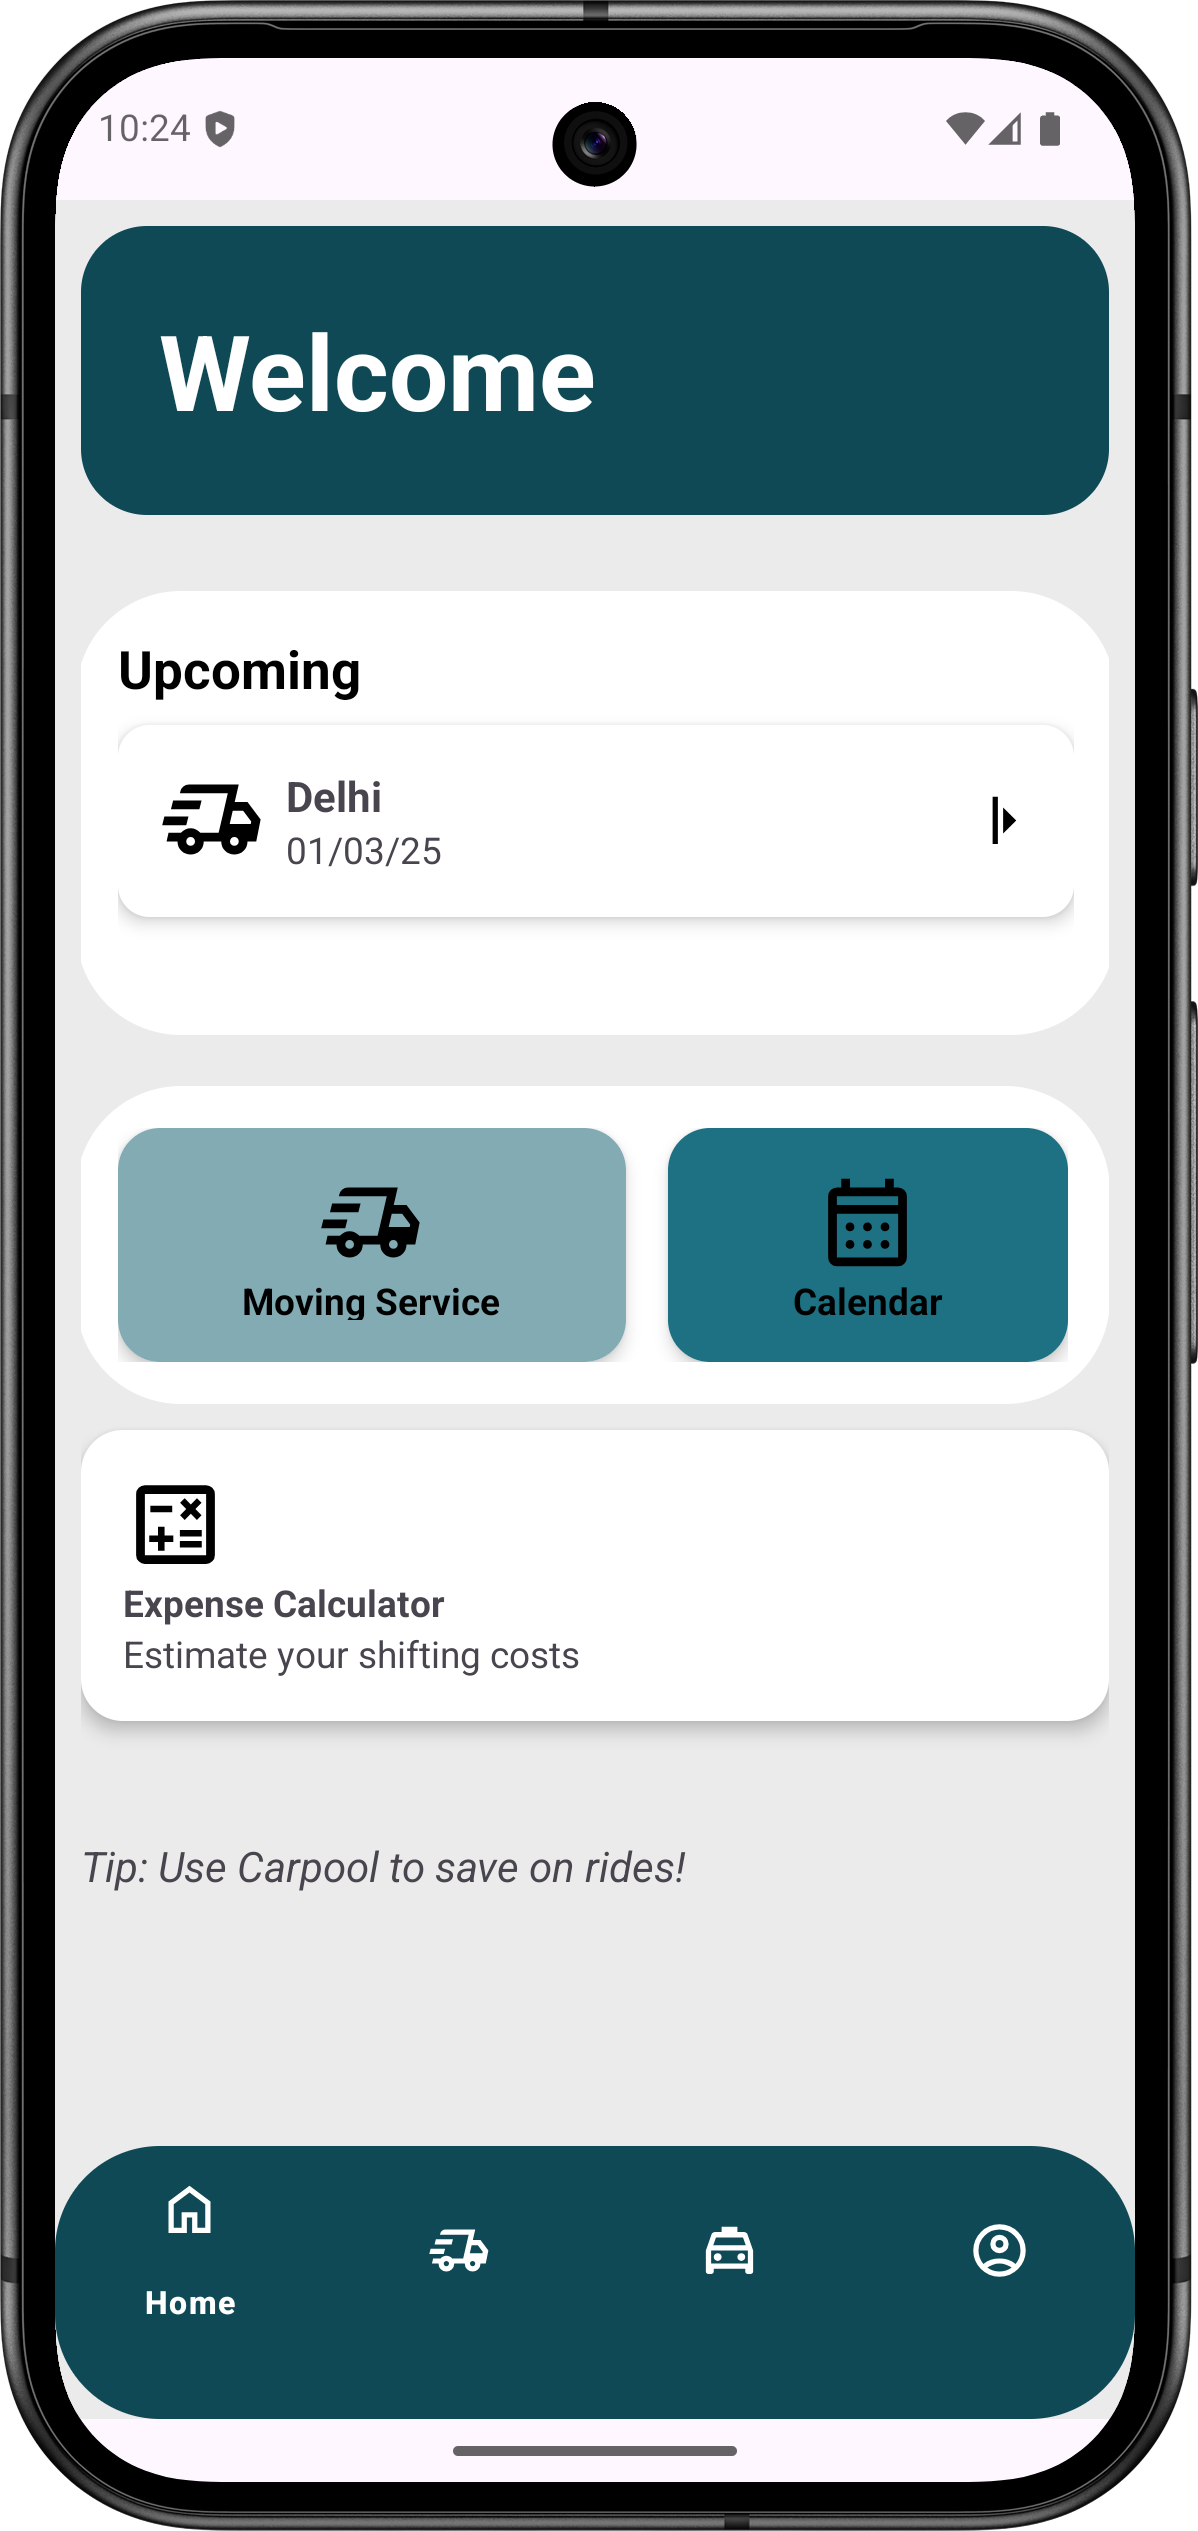 10:24
Welcome
Upcoming
Delhi
01/03/25
Moving Service
Calendar
Expense Calculator
Estimate your shifting costs
Tip: Use Carpool to save on rides!
Home